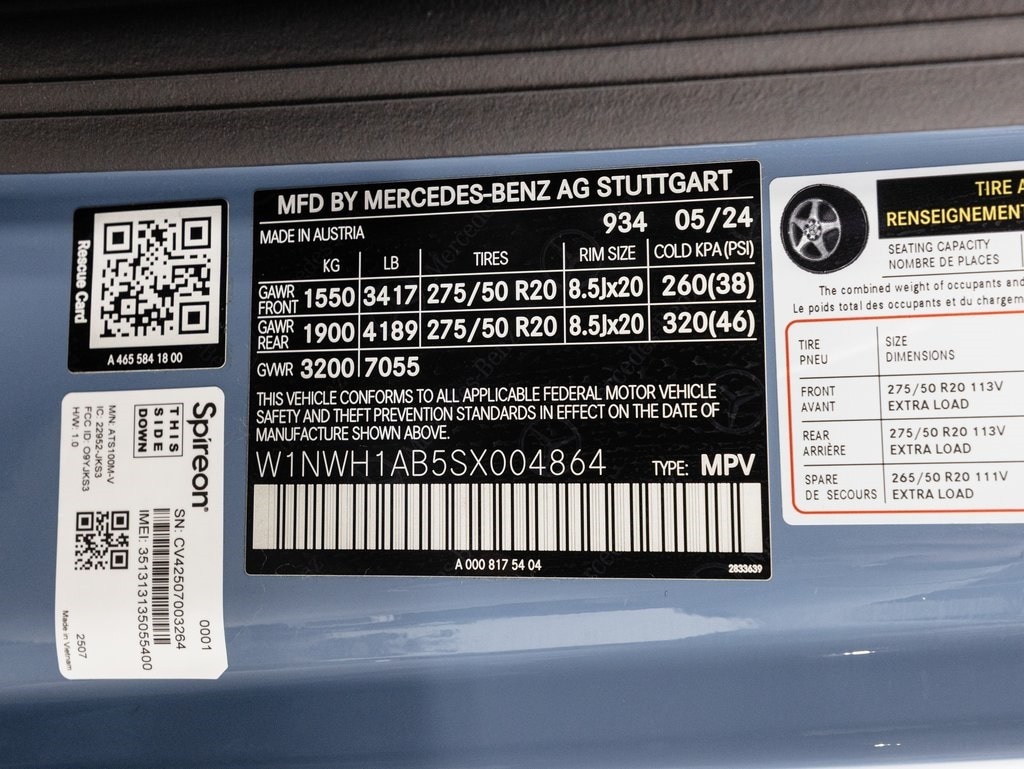 Rescue Card
A 465 584 18 00
Spireon®
THIS
SIDE
DOWN
M/N: ATS100M-V
IC: 22952-JKS3
FCC ID: O9YJKS3
H/W: 1.0
SN: CV42507003264
IMEI: 351313135055400
0001
2507
Made in Vietnam
MFD BY MERCEDES-BENZ AG STUTTGART
MADE IN AUSTRIA 934 05/24
KG LB TIRES RIM SIZE COLD KPA (PSI)
GAWR FRONT 1550 3417 275/50 R20 8.5Jx20 260(38)
GAWR REAR 1900 4189 275/50 R20 8.5Jx20 320(46)
GVWR 3200 7055
THIS VEHICLE CONFORMS TO ALL APPLICABLE FEDERAL MOTOR VEHICLE
SAFETY AND THEFT PREVENTION STANDARDS IN EFFECT ON THE DATE OF
MANUFACTURE SHOWN ABOVE.
W1NWH1AB5SX004864 TYPE: MPV
A 000 817 54 04 2833639
TIRE A
RENSEIGNEMENT
SEATING CAPACITY
NOMBRE DE PLACES
The combined weight of occupants and
Le poids total des occupants et du chargem
TIRE SIZE
PNEU DIMENSIONS
FRONT 275/50 R20 113V
AVANT EXTRA LOAD
REAR 275/50 R20 113V
ARRIÈRE EXTRA LOAD
SPARE 265/50 R20 111V
DE SECOURS EXTRA LOAD